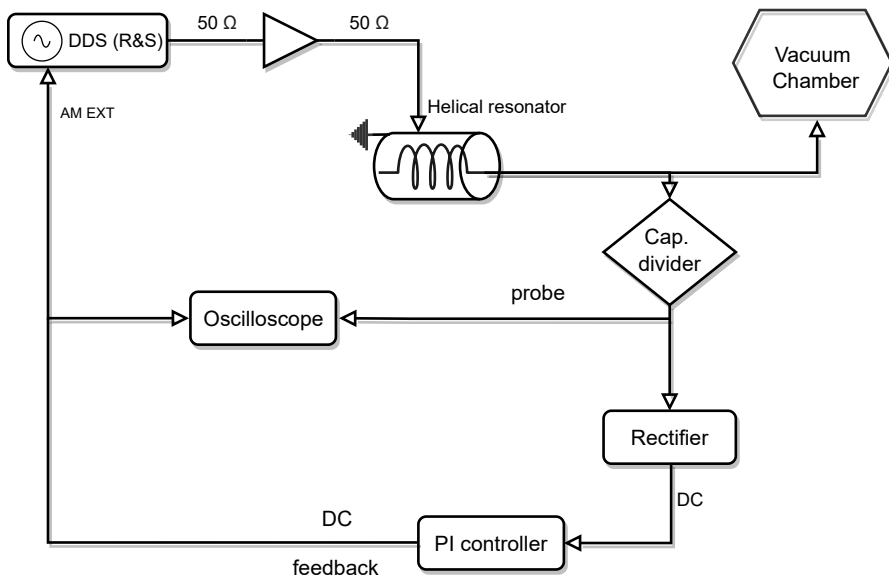 50 Ω
50 Ω
DDS (R&S)
Vacuum
Chamber
AM EXT
Helical resonator
Cap.
divider
probe
Oscilloscope
Rectifier
DC
DC
PI controller
feedback